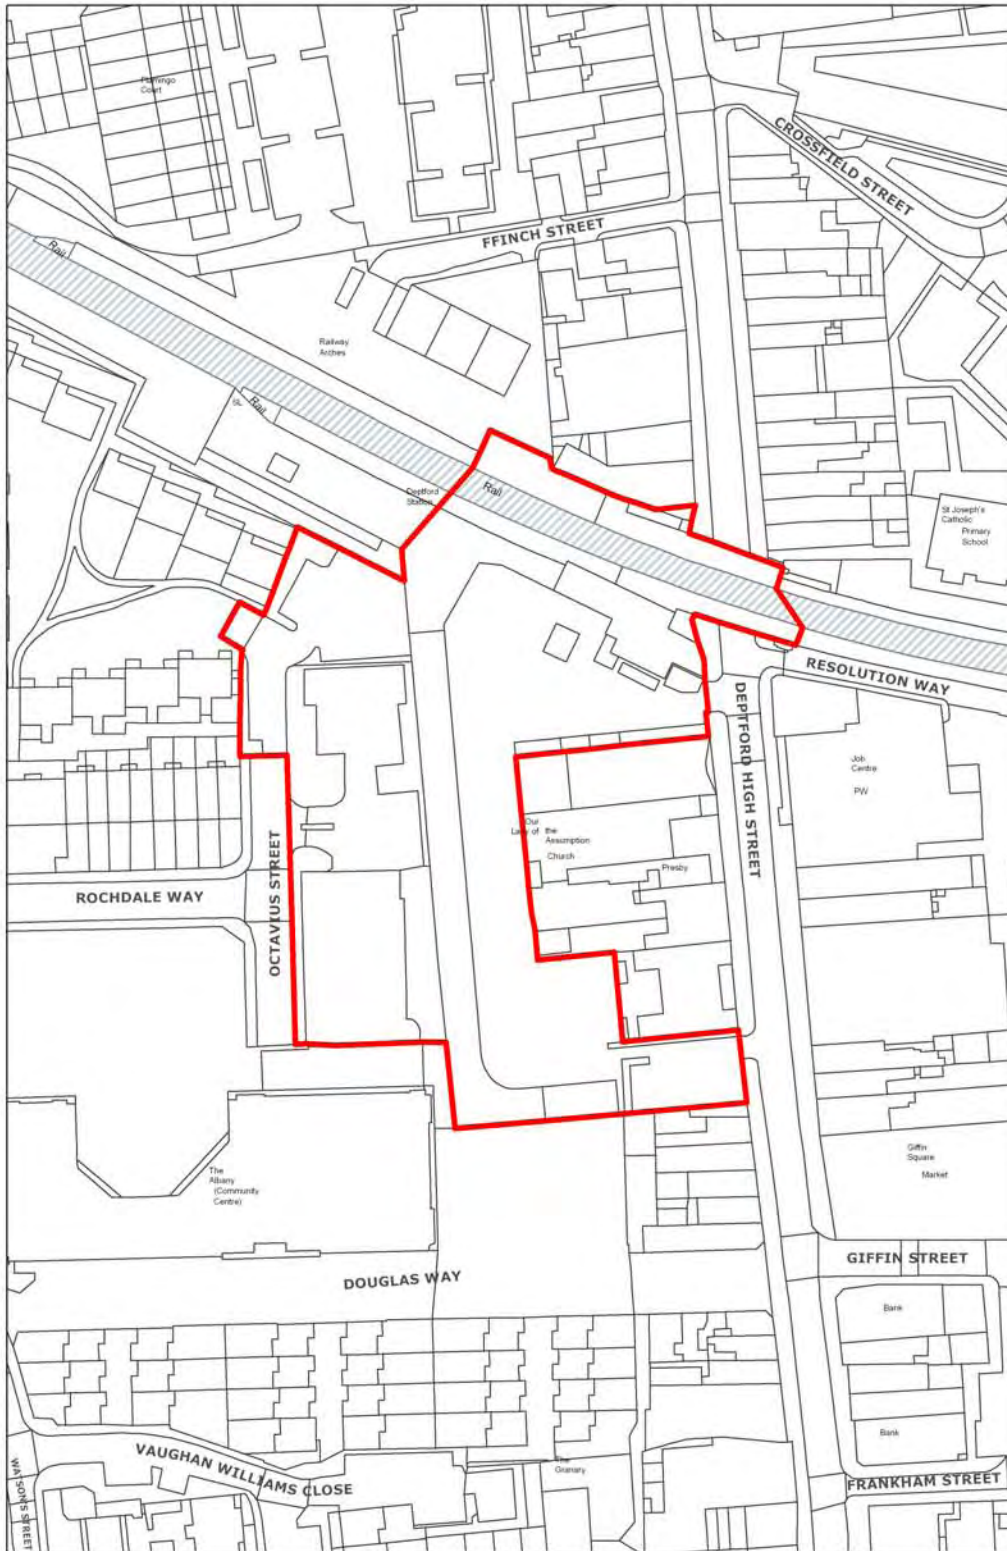 Flamingo
Court
CROSSFIELD STREET
FFINCH STREET
Rail
Railway
Arches
Rail
Deptford
Station
Rail
St Joseph's
Catholic
Primary
School
RESOLUTION WAY
DEPTFORD HIGH STREET
Job
Centre
PW
Our
Lady of the
Assumption
Church
Presby
OCTAVIUS STREET
ROCHDALE WAY
The
Albany
(Community
Centre)
Giffin
Square
Market
GIFFIN STREET
DOUGLAS WAY
Bank
Bank
VAUGHAN WILLIAMS CLOSE
The
Granary
WATSON'S STREET
FRANKHAM STREET